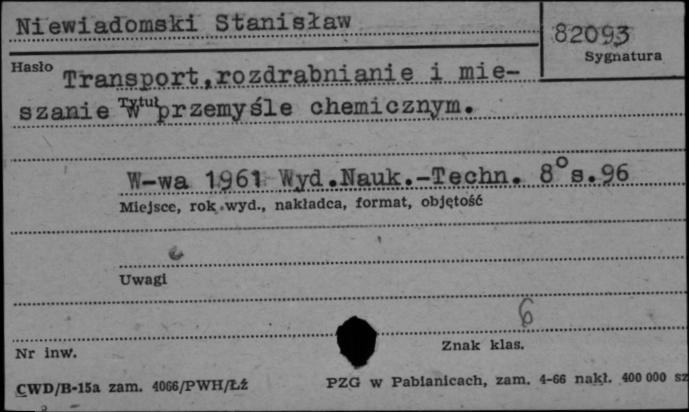 Niewiadomski Stanisław
82093
Sygnatura
Hasło Transport,rozdrabnianie i mie-
szanie w przemyśle chemicznym.
Tytuł
W-wa 1961 Wyd.Nauk.-Techn. 8° s.96
Miejsce, rok wyd., nakładca, format, objętość
Uwagi
6
Nr inw.
Znak klas.
CWD/B-15a zam. 4066/PWH/Łź
PZG w Pabianicach, zam. 4-66 nakł. 400 000 sz